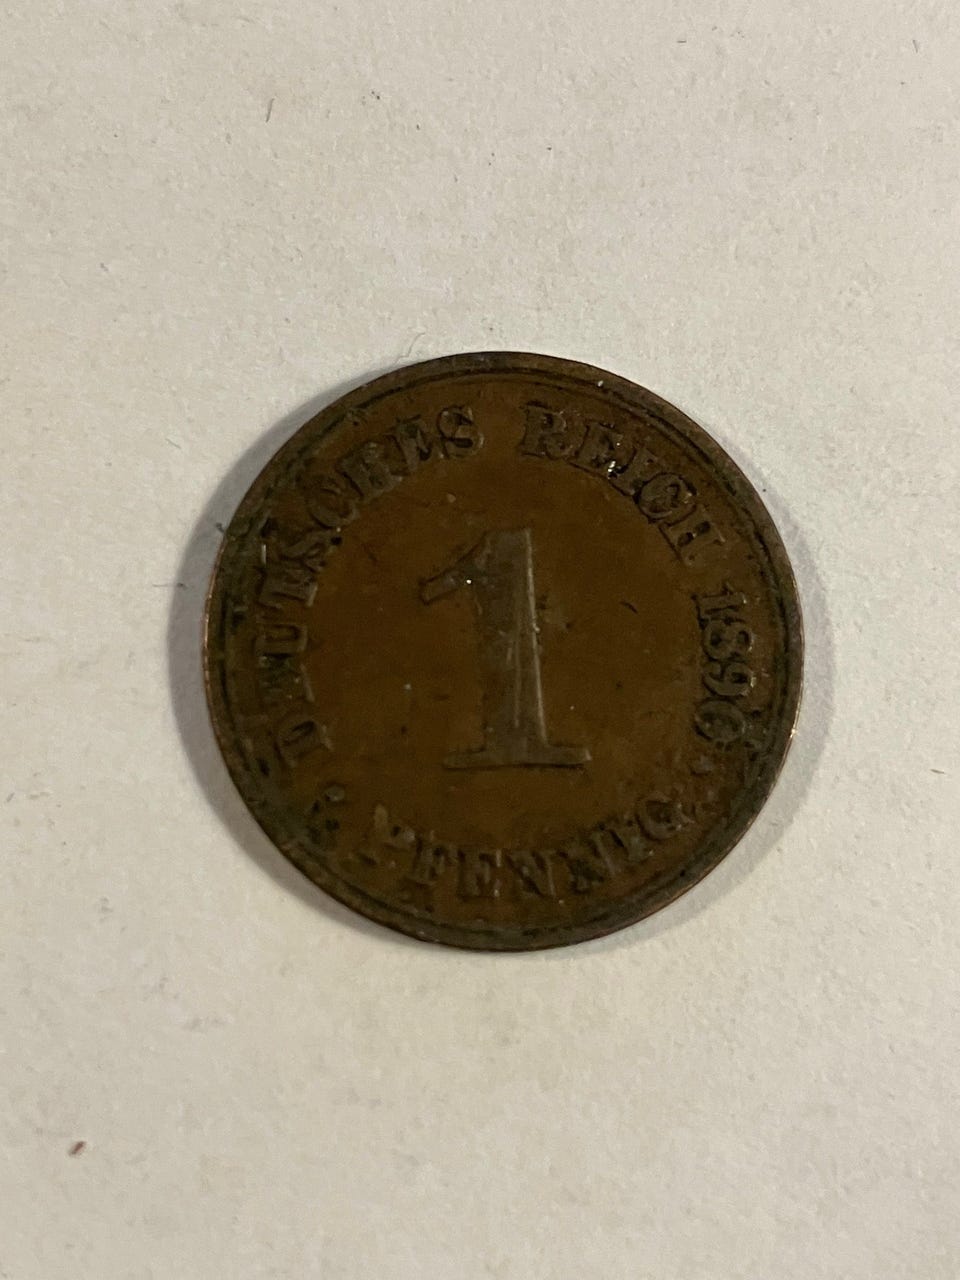 DEUTSCHES REICH 1890
1
PFENNIG